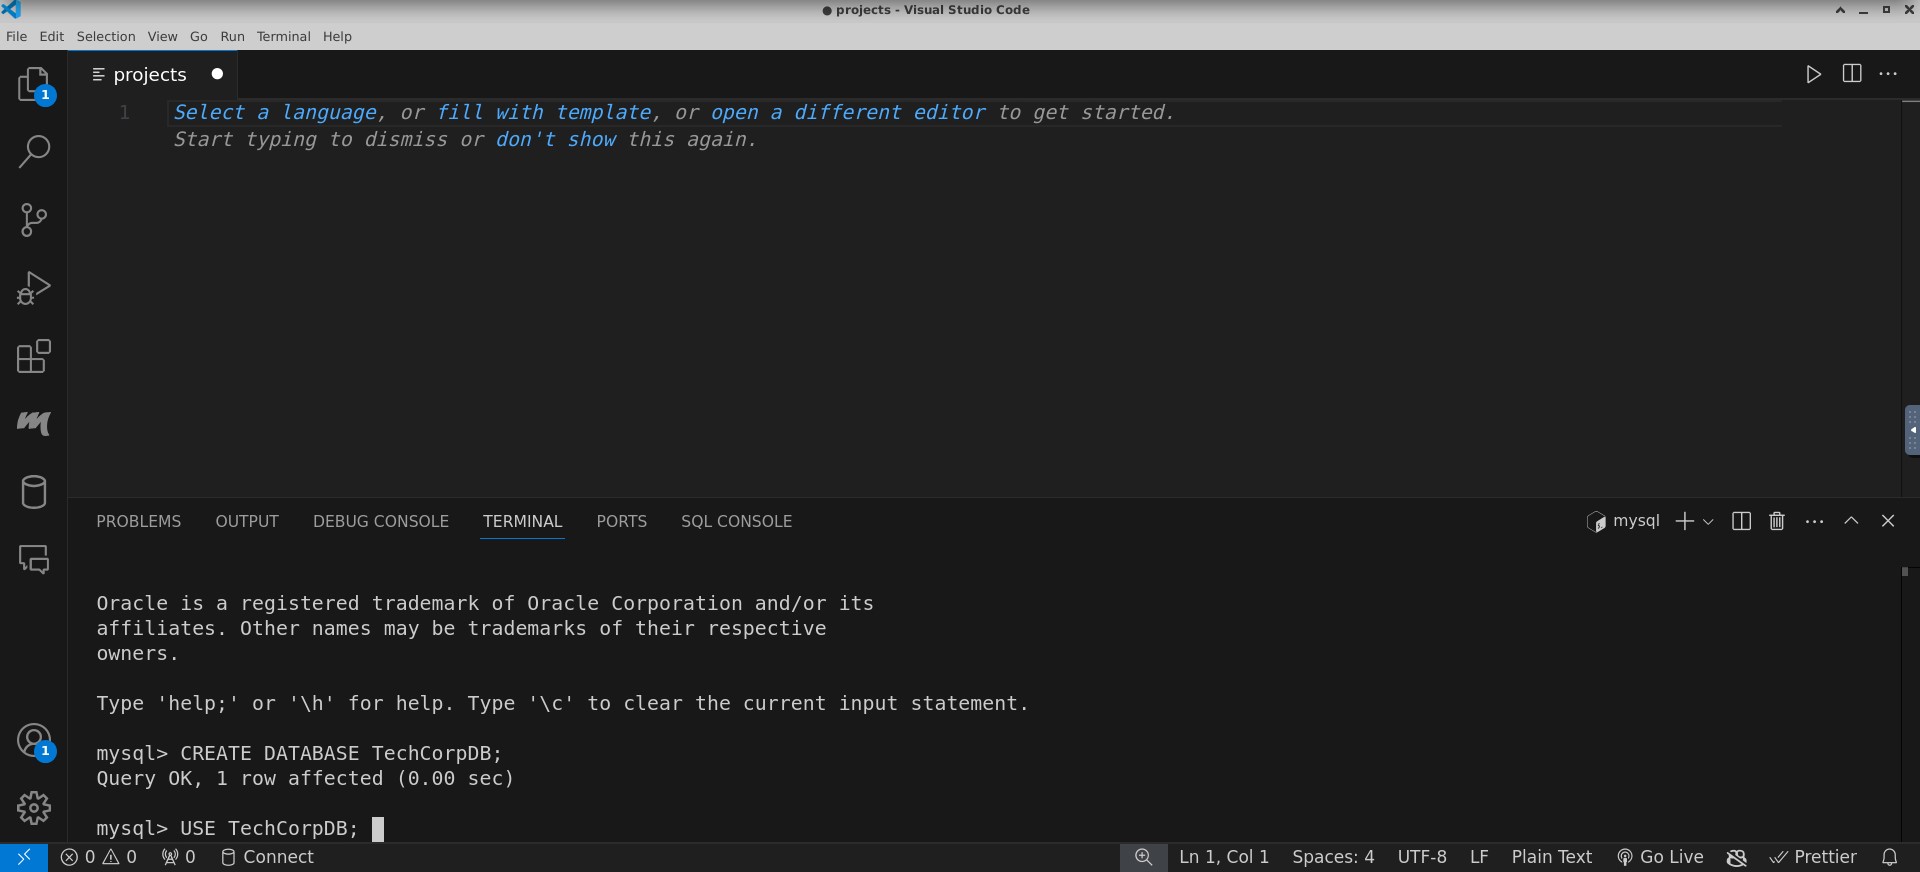 ● projects - Visual Studio Code
File Edit Selection View Go Run Terminal Help
1
projects
1 Select a language, or fill with template, or open a different editor to get started.
Start typing to dismiss or don't show this again.
PROBLEMS OUTPUT DEBUG CONSOLE TERMINAL PORTS SQL CONSOLE mysql
Oracle is a registered trademark of Oracle Corporation and/or its
affiliates. Other names may be trademarks of their respective
owners.
Type 'help;' or '\h' for help. Type '\c' to clear the current input statement.
mysql> CREATE DATABASE TechCorpDB;
Query OK, 1 row affected (0.00 sec)
mysql> USE TechCorpDB;
1
0 0 0 Connect Ln 1, Col 1 Spaces: 4 UTF-8 LF Plain Text Go Live Prettier